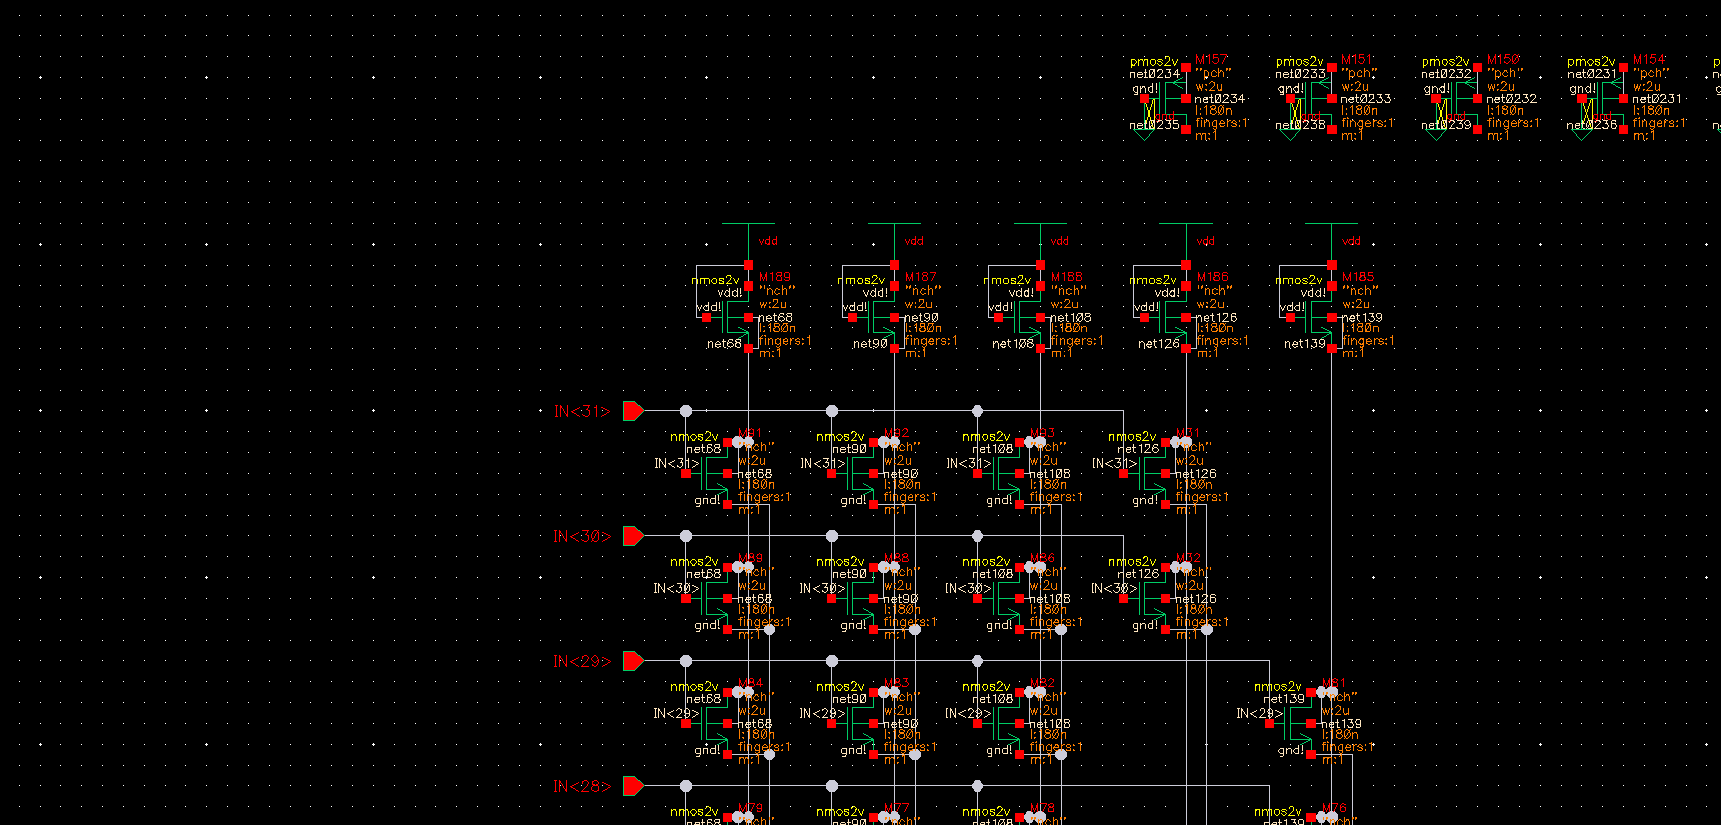 pmos2v M157 pmos2v M151 pmos2v M150 pmos2v M154
net0234 "pch" net0233 "pch" net0232 "pch" net0231 "pch"
gnd! w:2u gnd! w:2u gnd! w:2u gnd! w:2u
net0234 net0233 net0232 net0231
l:180n l:180n l:180n l:180n
net0235 fingers:1 net0238 fingers:1 net0239 fingers:1 net0236 fingers:1
m:1 m:1 m:1 m:1
vdd vdd vdd vdd vdd
nmos2v M189 nmos2v M187 nmos2v M188 nmos2v M186 nmos2v M185
vdd! "nch" vdd! "nch" vdd! "nch" vdd! "nch" vdd! "nch"
vdd! w:2u vdd! w:2u vdd! w:2u vdd! w:2u vdd! w:2u
net68 net90 net108 net126 net139
l:180n l:180n l:180n l:180n l:180n
net68 fingers:1 net90 fingers:1 net108 fingers:1 net126 fingers:1 net139 fingers:1
m:1 m:1 m:1 m:1 m:1
IN<31>
nmos2v M91 nmos2v M92 nmos2v M93 nmos2v M31
net68 nch" net90 nch" net108 nch" net126 nch"
IN<31> w:2u IN<31> w:2u IN<31> w:2u IN<31> w:2u
net68 net90 net108 net126
l:180n l:180n l:180n l:180n
gnd! fingers:1 gnd! fingers:1 gnd! fingers:1 gnd! fingers:1
m:1 m:1 m:1 m:1
IN<30>
nmos2v M89 nmos2v M88 nmos2v M86 nmos2v M32
net68 nch" net90 nch" net108 nch" net126 nch"
IN<30> w:2u IN<30> w:2u IN<30> w:2u IN<30> w:2u
net68 net90 net108 net126
l:180n l:180n l:180n l:180n
gnd! fingers:1 gnd! fingers:1 gnd! fingers:1 gnd! fingers:1
m:1 m:1 m:1 m:1
IN<29>
nmos2v M84 nmos2v M83 nmos2v M82 nmos2v M81
net68 nch" net90 nch" net108 nch" net139 nch"
IN<29> w:2u IN<29> w:2u IN<29> w:2u IN<29> w:2u
net68 net90 net108 net139
l:180n l:180n l:180n l:180n
gnd! fingers:1 gnd! fingers:1 gnd! fingers:1 gnd! fingers:1
m:1 m:1 m:1 m:1
IN<28>
nmos2v M79 nmos2v M77 nmos2v M78 nmos2v M76
net68 nch" net90 nch" net108 nch" net139 nch"